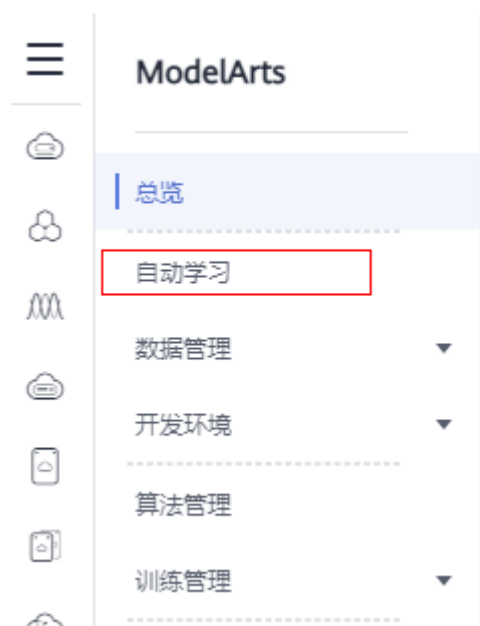 ModelArts
总览
自动学习
数据管理
开发环境
算法管理
训练管理